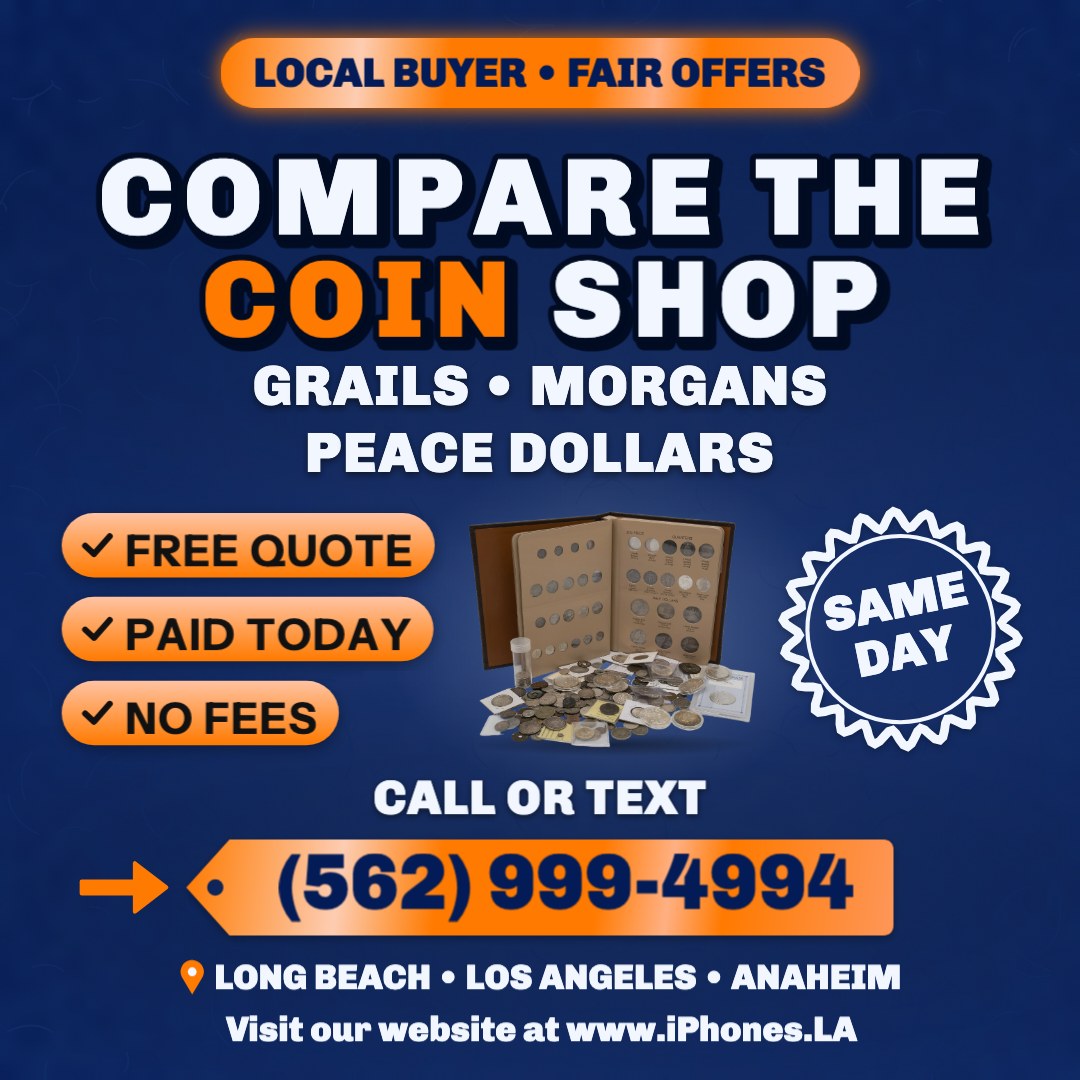 LOCAL BUYER • FAIR OFFERS
COMPARE THE
COIN SHOP
GRAILS • MORGANS
PEACE DOLLARS
FREE QUOTE
PAID TODAY
NO FEES
SAME
DAY
CALL OR TEXT
(562) 999-4994
LONG BEACH • LOS ANGELES • ANAHEIM
Visit our website at www.iPhones.LA